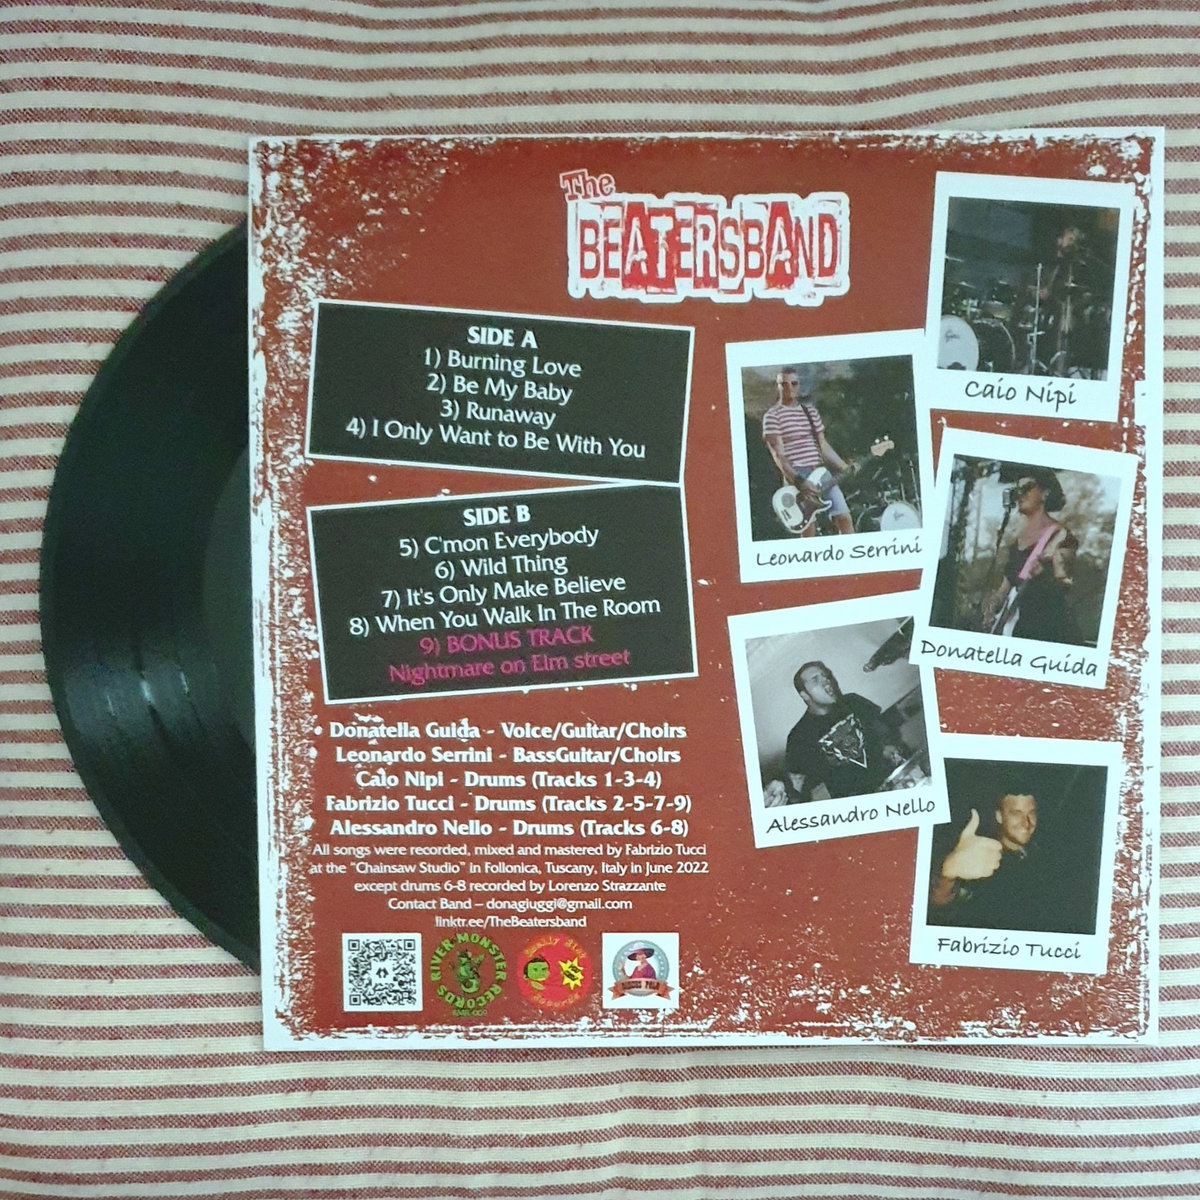 The
BEATERSBAND
SIDE A
1) Burning Love
2) Be My Baby
3) Runaway
4) I Only Want to Be With You
SIDE B
5) C'mon Everybody
6) Wild Thing
7) It's Only Make Believe
8) When You Walk In The Room
9) BONUS TRACK
Nightmare on Elm street
Donatella Guida - Voice/Guitar/Choirs
Leonardo Serrini - BassGuitar/Choirs
Caio Nipi - Drums (Tracks 1-3-4)
Fabrizio Tucci - Drums (Tracks 2-5-7-9)
Alessandro Nello - Drums (Tracks 6-8)
All songs were recorded, mixed and mastered by Fabrizio Tucci
at the "Chainsaw Studio" in Follonica, Tuscany, Italy in June 2022
except drums 6-8 recorded by Lorenzo Strazzante
Contact Band – donagiuggi@gmail.com
linktr.ee/TheBeatersband
RIVER MONSTER RECORDS
Records
Caio Nipi
Leonardo Serrini
Donatella Guida
Alessandro Nello
Fabrizio Tucci